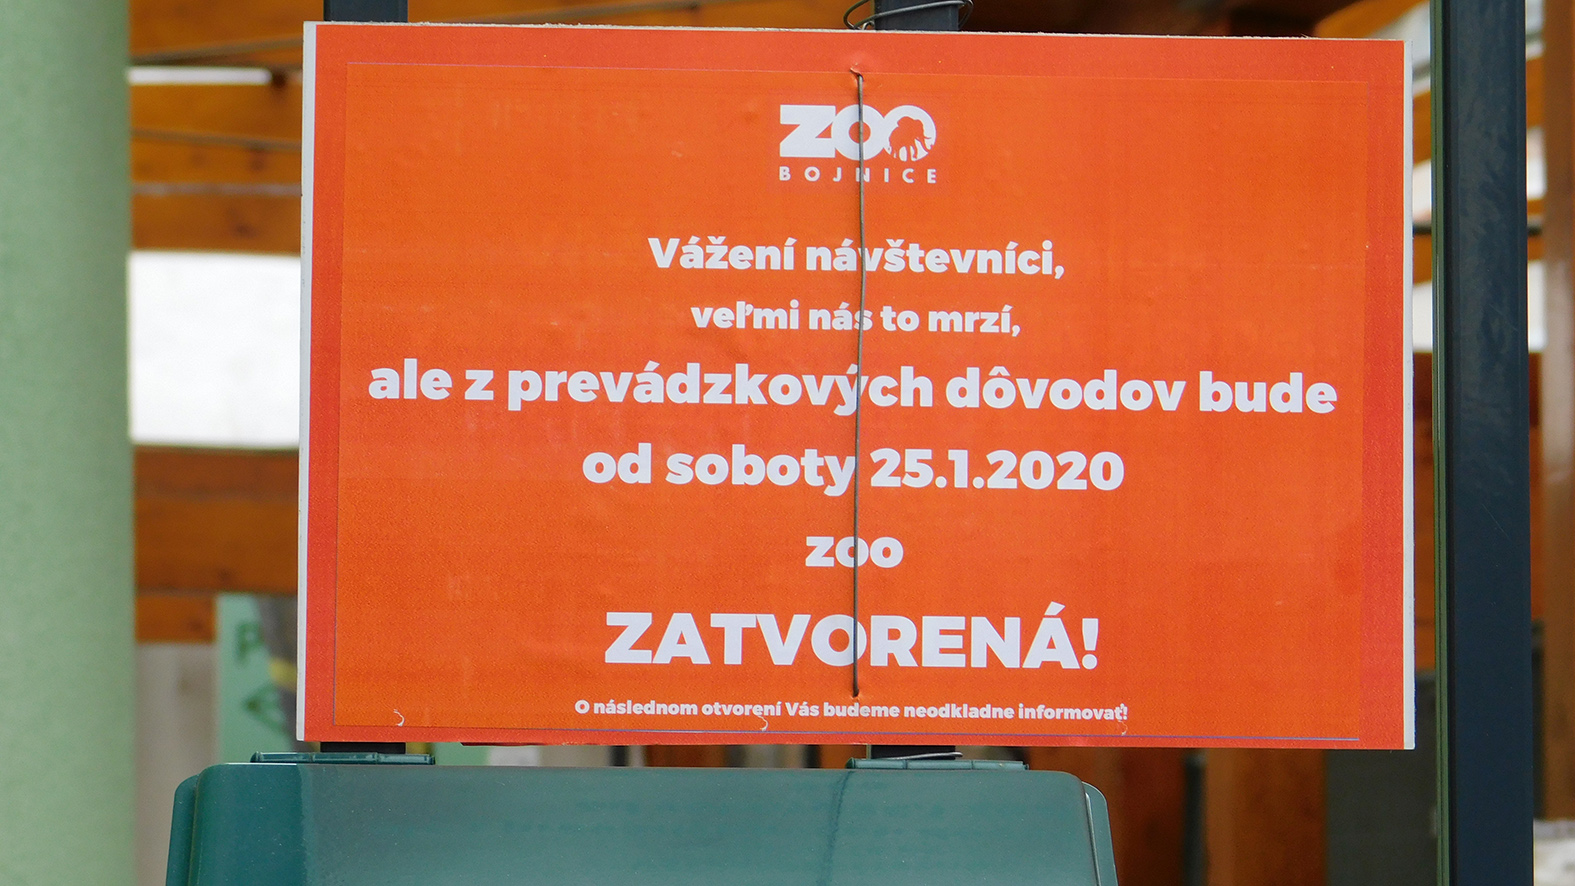 ZOO
BOJNICE
Vážení návštevníci,
veľmi nás to mrzí,
ale z prevádzkových dôvodov bude
od soboty 25.1.2020
zoo
ZATVORENÁ!
O následnom otvorení Vás budeme neodkladne informovať!